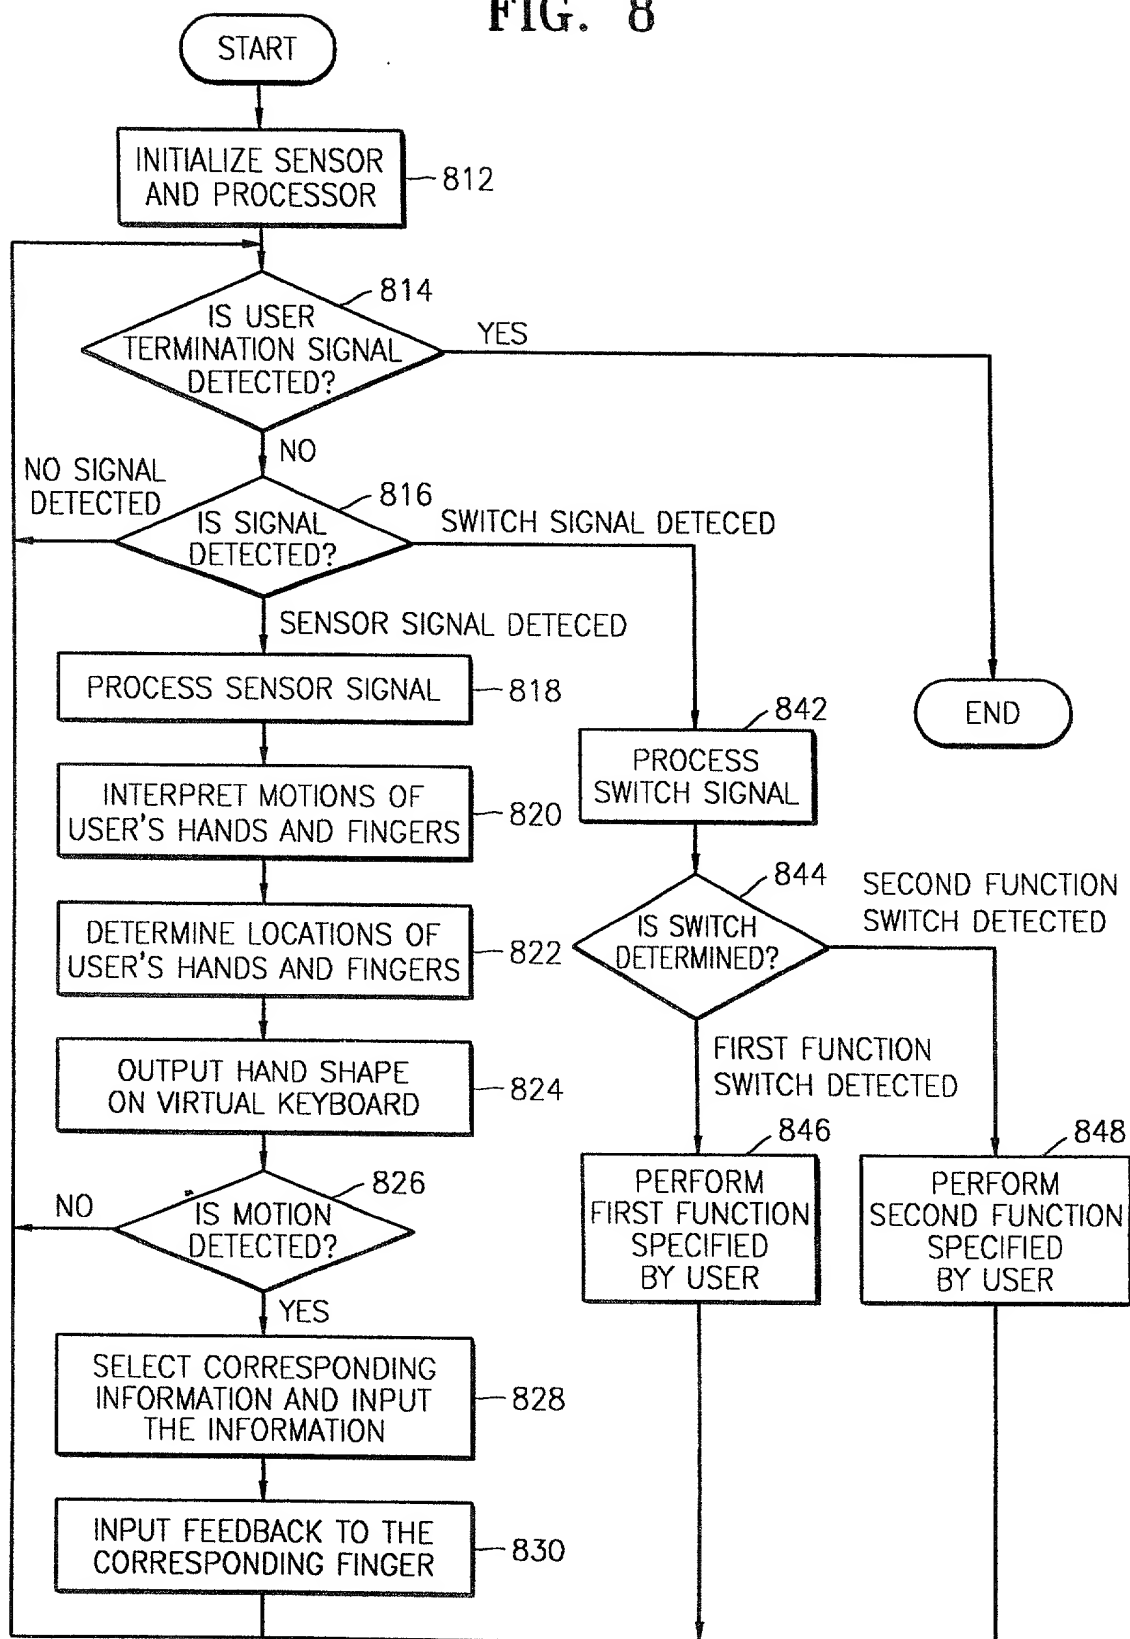 FIG. 8
START
INITIALIZE SENSOR
AND PROCESSOR
812
814
IS USER
TERMINATION SIGNAL
DETECTED?
YES
NO
NO SIGNAL
DETECTED
816
IS SIGNAL
DETECTED?
SWITCH SIGNAL DETECED
SENSOR SIGNAL DETECED
PROCESS SENSOR SIGNAL
818
END
842
PROCESS
SWITCH SIGNAL
INTERPRET MOTIONS OF
USER'S HANDS AND FINGERS
820
844
IS SWITCH
DETERMINED?
SECOND FUNCTION
SWITCH DETECTED
DETERMINE LOCATIONS OF
USER'S HANDS AND FINGERS
822
FIRST FUNCTION
SWITCH DETECTED
OUTPUT HAND SHAPE
ON VIRTUAL KEYBOARD
824
846
PERFORM
FIRST FUNCTION
SPECIFIED
BY USER
848
PERFORM
SECOND FUNCTION
SPECIFIED
BY USER
826
IS MOTION
DETECTED?
NO
YES
SELECT CORRESPONDING
INFORMATION AND INPUT
THE INFORMATION
828
INPUT FEEDBACK TO THE
CORRESPONDING FINGER
830